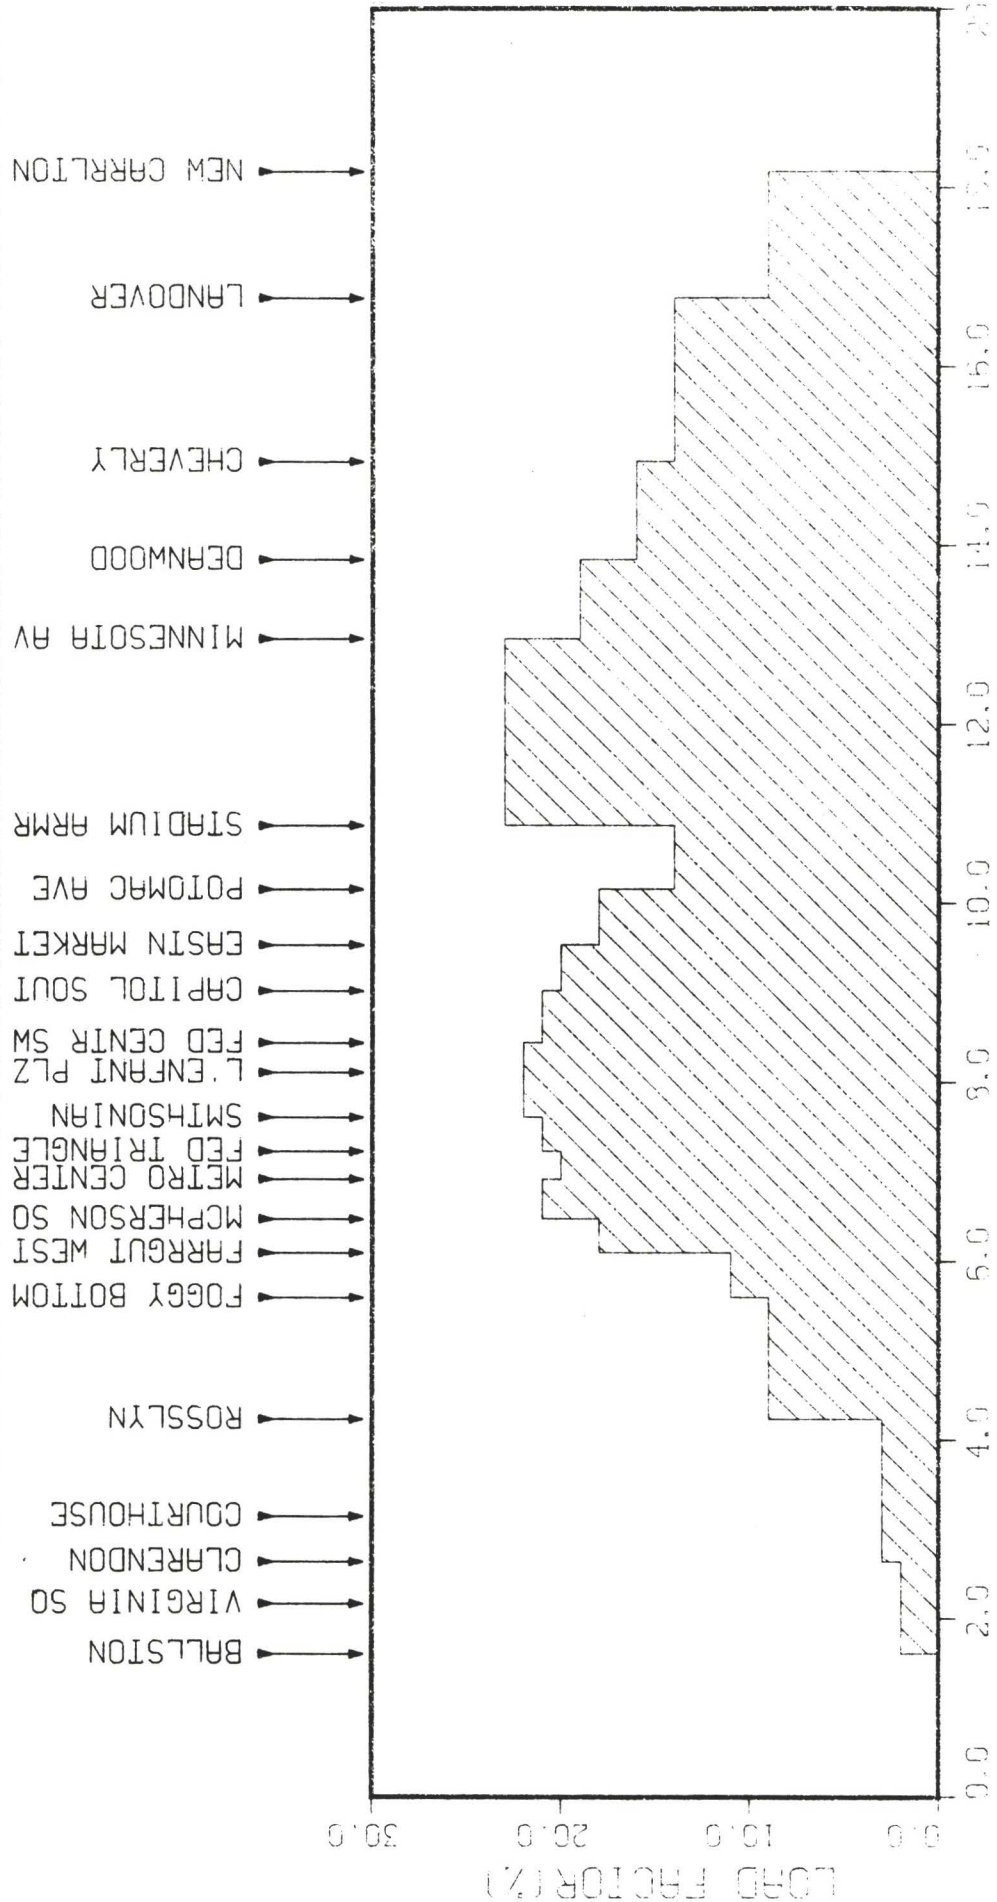 NEW CARRLTON
LANDOVER
CHEVERLY
DEANWOOD
MINNESOTA AV
STADIUM ARMR
POTOMAC AVE
EASTN MARKET
CAPITOL SOUT
FED CENTR SW
L'ENFANT PLZ
SMTHSONIAN
FED TRIANGLE
METRO CENTER
MCPHERSON SQ
FARRGUT WEST
FOGGY BOTTOM
ROSSLYN
COURTHOUSE
CLARENDON
VIRGINIA SQ
BALLSTON
LOAD FACTOR(%)
30.0
20.0
10.0
0.0
0.0
2.0
4.0
6.0
8.0
10.0
12.0
14.0
16.0
18.0